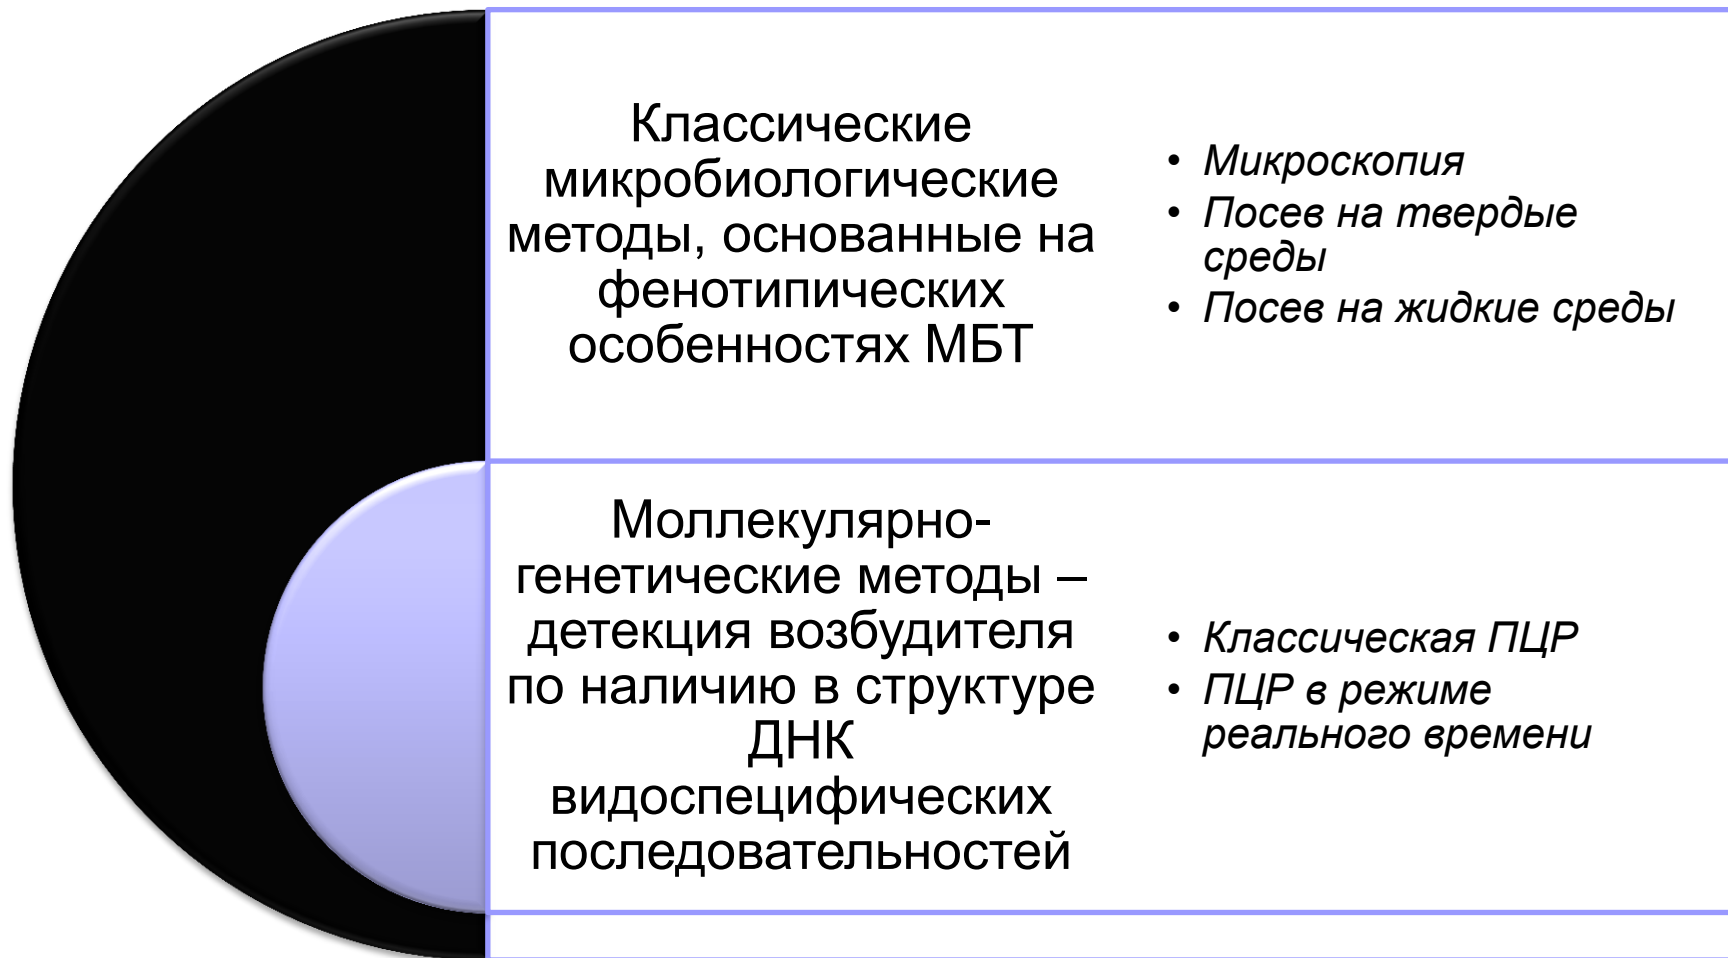 Классические
микробиологические
методы, основанные на
фенотипических
особенностях МБТ
• Микроскопия
• Посев на твердые
среды
• Посев на жидкие среды
Моллекулярно-
генетические методы –
детекция возбудителя
по наличию в структуре
ДНК
видоспецифических
последовательностей
• Классическая ПЦР
• ПЦР в режиме
реального времени